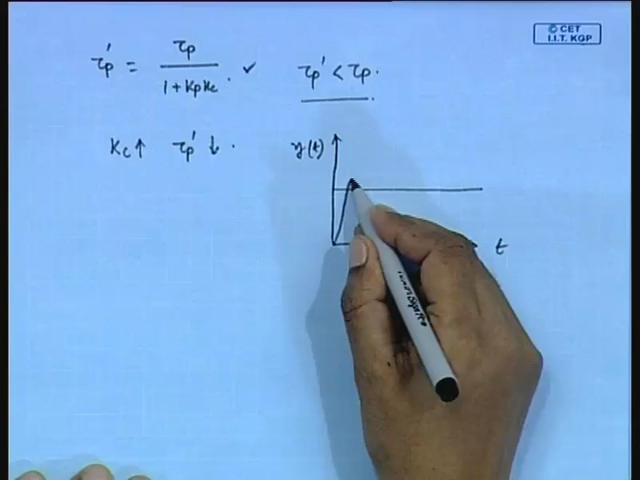 © CET
I.I.T. KGP
τp' = τp / 1 + KpKc . ✓
τp' < τp .
Kc ↑ τp' ↓ .
y(t)
t